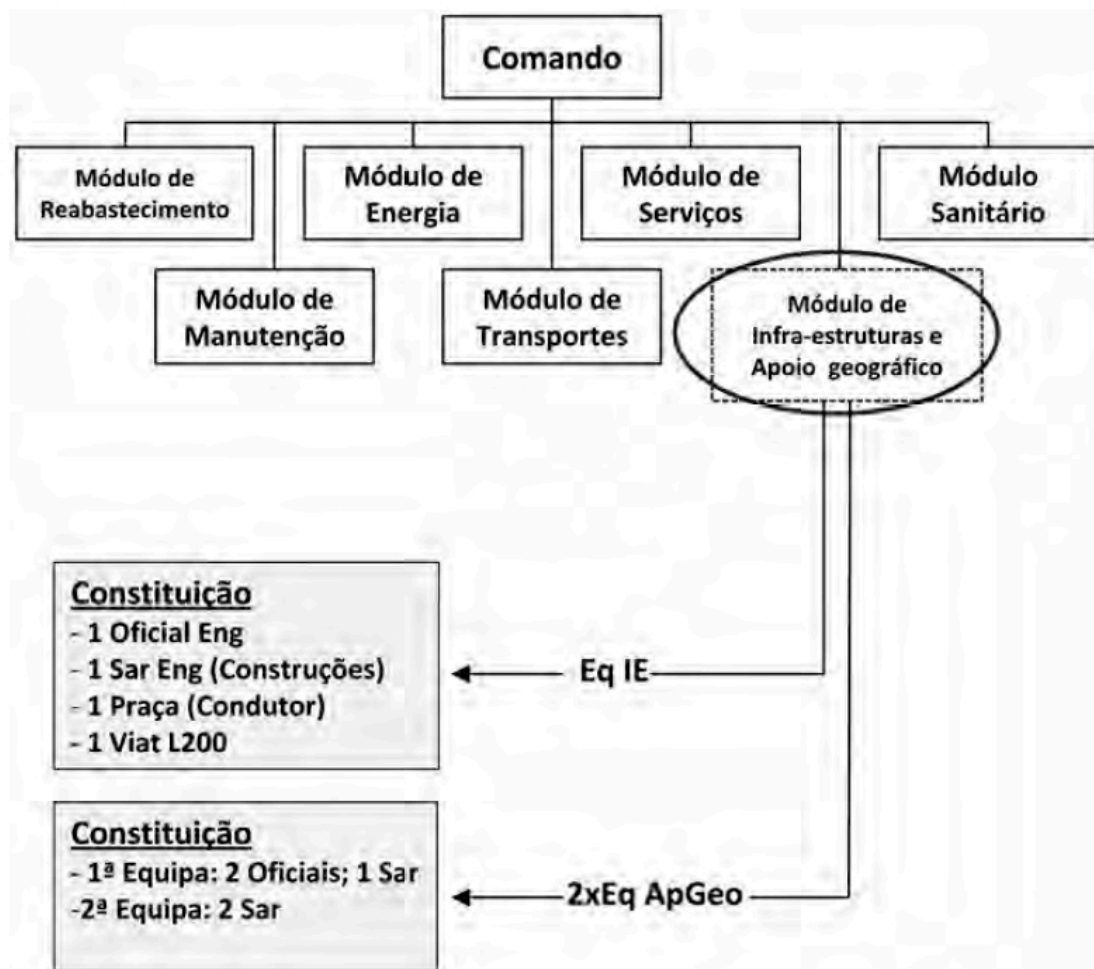 Comando
Módulo de
Reabastecimento
Módulo de
Energia
Módulo de
Serviços
Módulo
Sanitário
Módulo de
Manutenção
Módulo de
Transportes
Módulo de
Infra-estruturas e
Apoio geográfico
Constituição
- 1 Oficial Eng
- 1 Sar Eng (Construções)
- 1 Praça (Condutor)
- 1 Viat L200
Eq IE
Constituição
- 1ª Equipa: 2 Oficiais; 1 Sar
-2ª Equipa: 2 Sar
2xEq ApGeo